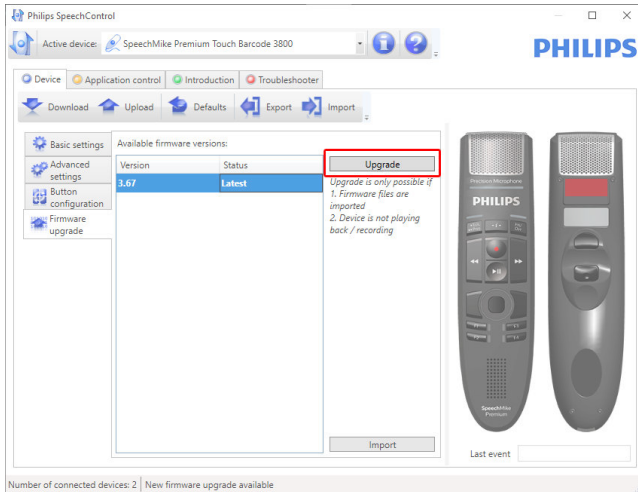 Philips SpeechControl
Active device: SpeechMike Premium Touch Barcode 3800
PHILIPS
Device Application control Introduction Troubleshooter
Download Upload Defaults Export Import
Basic settings
Advanced
settings
Button
configuration
Firmware
upgrade
Available firmware versions:
Version Status
3.67 Latest
Upgrade
Upgrade is only possible if
1. Firmware files are
imported
2. Device is not playing
back / recording
Import
Precision Microphone
PHILIPS
SpeechMike
Premium
Last event
Number of connected devices: 2 New firmware upgrade available